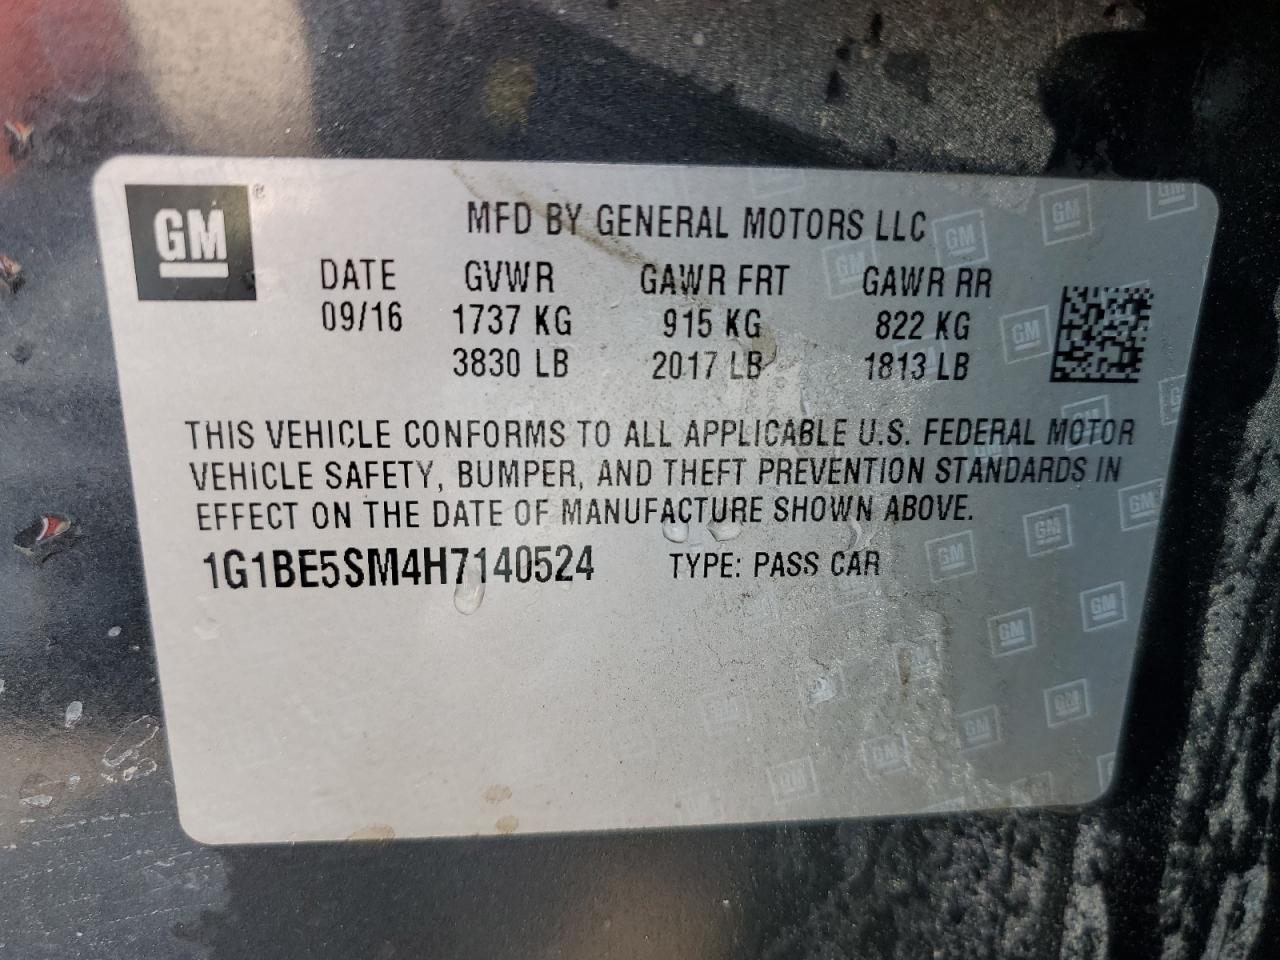 GM®
MFD BY GENERAL MOTORS LLC
DATE GVWR GAWR FRT GAWR RR
09/16 1737 KG 915 KG 822 KG
3830 LB 2017 LB 1813 LB
THIS VEHICLE CONFORMS TO ALL APPLICABLE U.S. FEDERAL MOTOR
VEHICLE SAFETY, BUMPER, AND THEFT PREVENTION STANDARDS IN
EFFECT ON THE DATE OF MANUFACTURE SHOWN ABOVE.
1G1BE5SM4H7140524 TYPE: PASS CAR